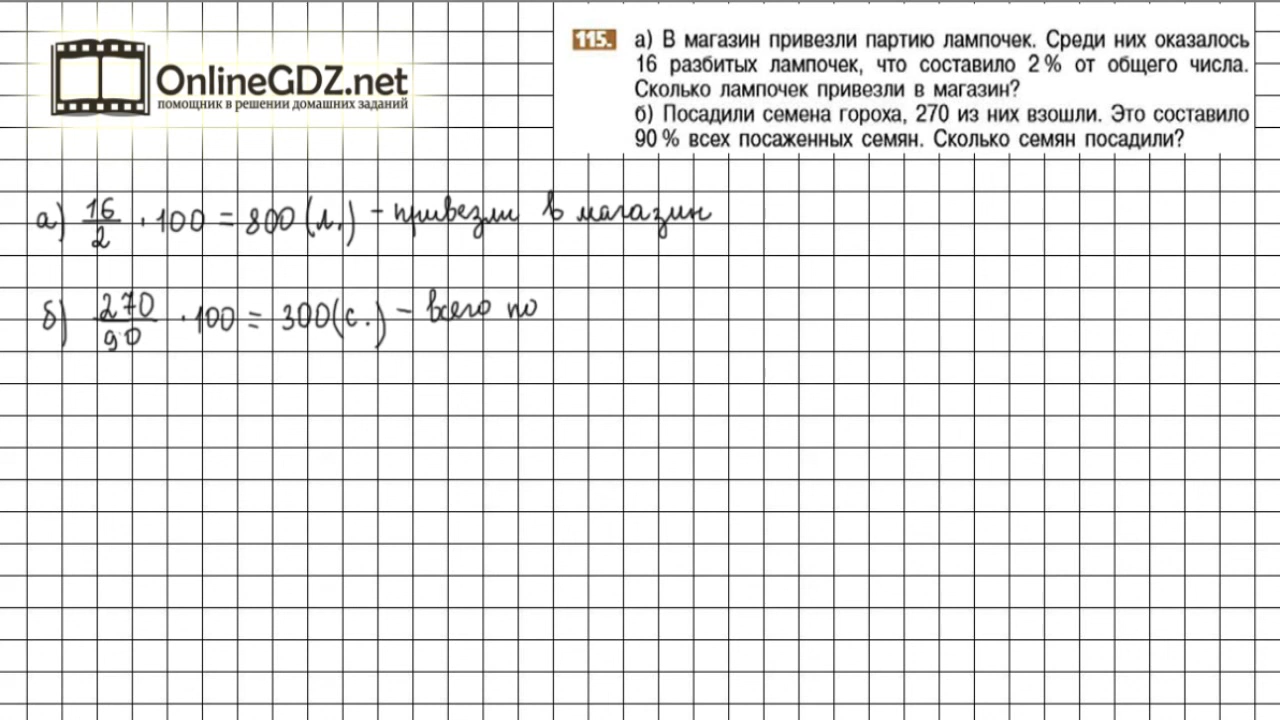 OnlineGDZ.net
помощник в решении домашних заданий
115. а) В магазин привезли партию лампочек. Среди них оказалось
16 разбитых лампочек, что составило 2 % от общего числа.
Сколько лампочек привезли в магазин?
б) Посадили семена гороха, 270 из них взошли. Это составило
90 % всех посаженных семян. Сколько семян посадили?
а) 16/2 · 100 = 800 (л.) – привезли в магазин
б) 270/90 · 100 = 300 (с.) – всего по